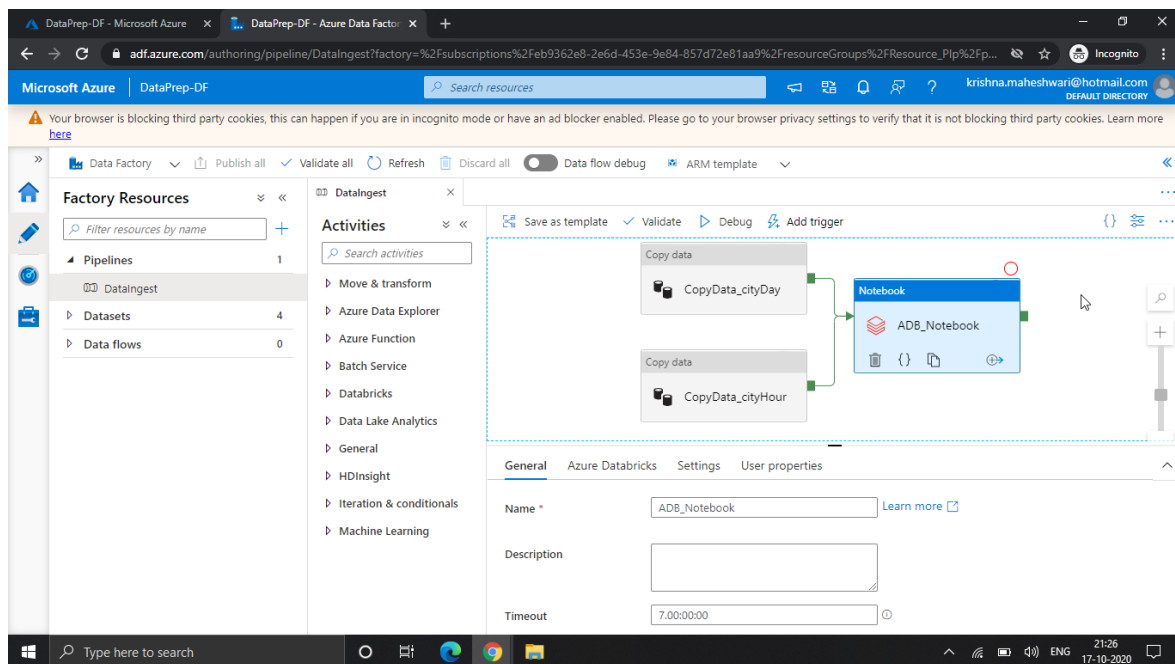 DataPrep-DF - Microsoft Azure
DataPrep-DF - Azure Data Factor
adf.azure.com/authoring/pipeline/DataIngest?factory=%2Fsubscriptions%2Feb9362e8-2e6d-453e-9e84-857d72e81aa9%2FresourceGroups%2FResource_Plp%2Fp...
Incognito
Microsoft Azure
DataPrep-DF
Search resources
krishna.maheshwari@hotmail.com
DEFAULT DIRECTORY
Your browser is blocking third party cookies, this can happen if you are in incognito mode or have an ad blocker enabled. Please go to your browser privacy settings to verify that it is not blocking third party cookies. Learn more
here
Data Factory
Publish all
Validate all
Refresh
Discard all
Data flow debug
ARM template
Factory Resources
Filter resources by name
Pipelines 1
DataIngest
Datasets 4
Data flows 0
DataIngest
Activities
Search activities
Move & transform
Azure Data Explorer
Azure Function
Batch Service
Databricks
Data Lake Analytics
General
HDInsight
Iteration & conditionals
Machine Learning
Save as template
Validate
Debug
Add trigger
Copy data
CopyData_cityDay
Notebook
ADB_Notebook
Copy data
CopyData_cityHour
General
Azure Databricks
Settings
User properties
Name *
ADB_Notebook
Learn more
Description
Timeout
7.00:00:00
Type here to search
ENG
21:26
17-10-2020